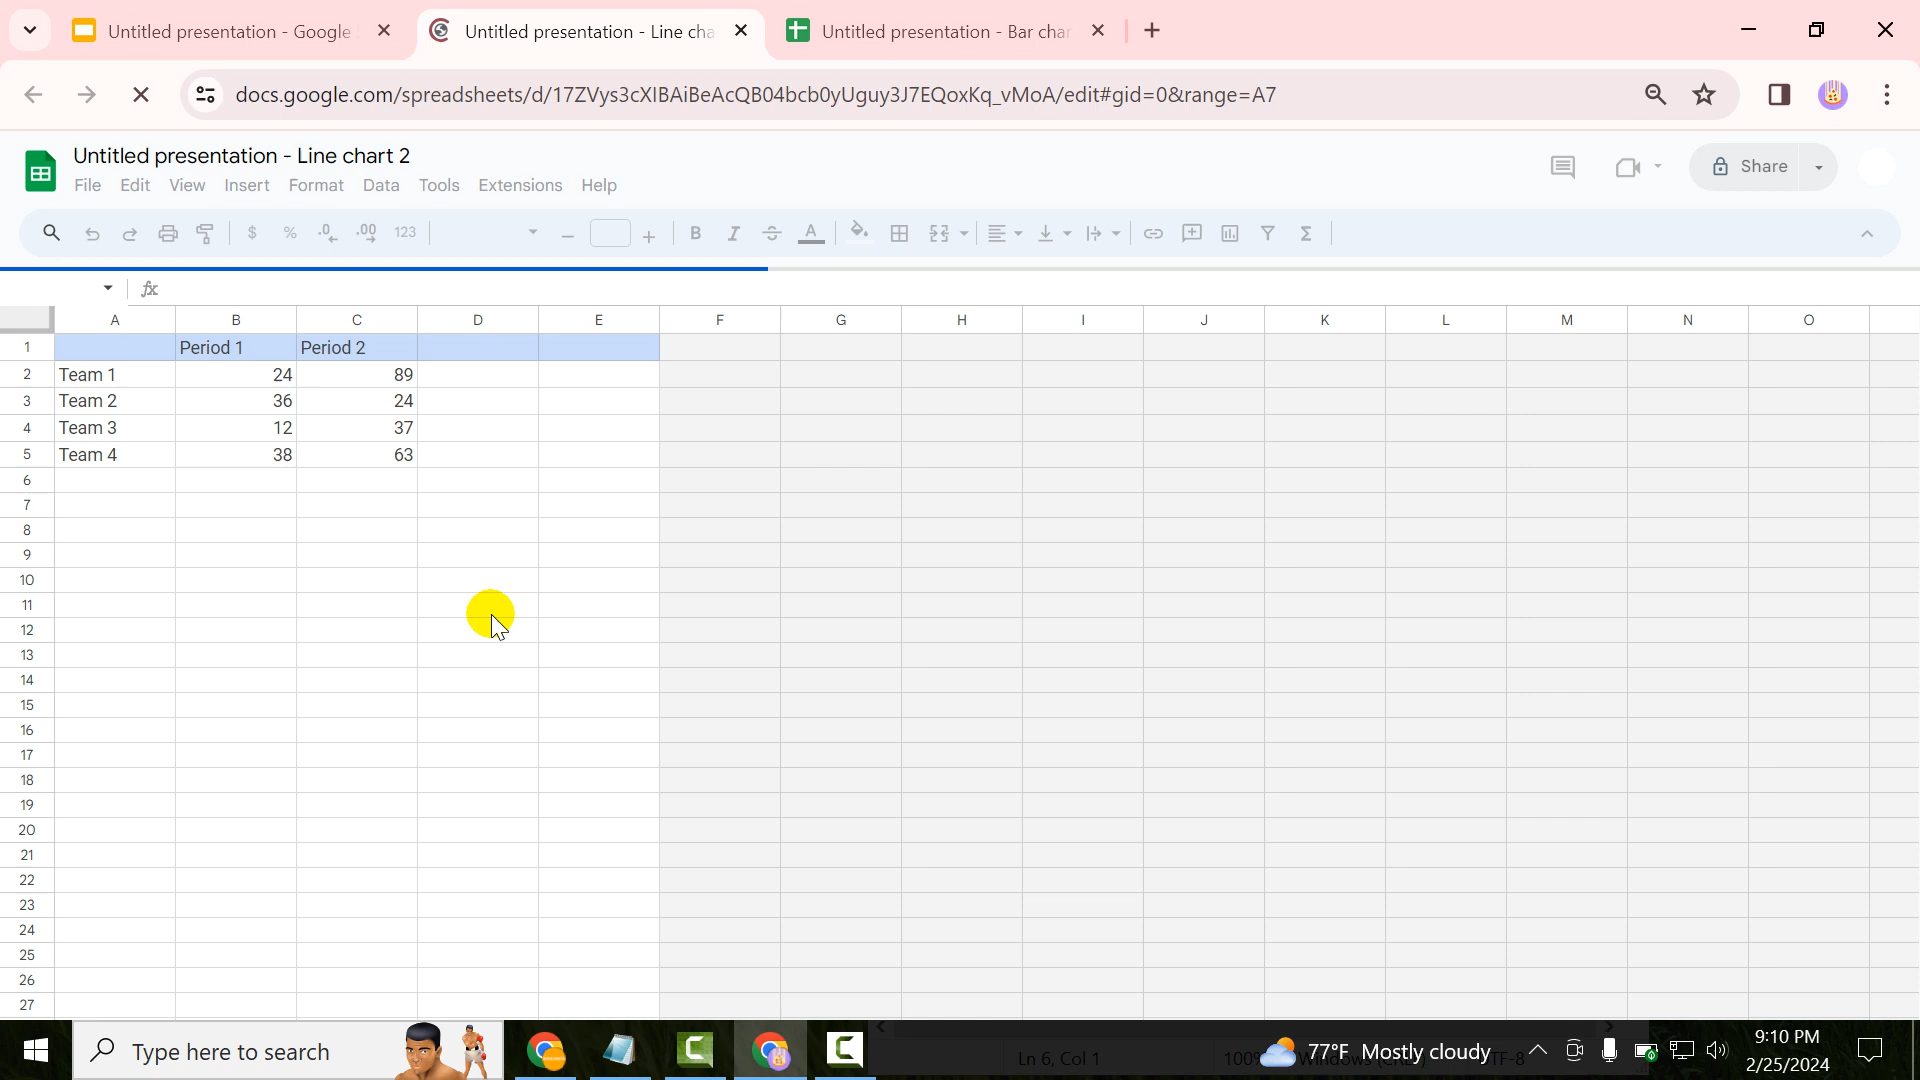 Untitled presentation - Google
Untitled presentation - Line cha
Untitled presentation - Bar char
docs.google.com/spreadsheets/d/17ZVys3cXIBAiBeAcQB04bcb0yUguy3J7EQoxKq_vMoA/edit#gid=0&range=A7
Untitled presentation - Line chart 2
File Edit View Insert Format Data Tools Extensions Help
Share
$ % .0 .00 123 B I A Σ
fx
A B C D E F G H I J K L M N O
1 Period 1 Period 2
2 Team 1 24 89
3 Team 2 36 24
4 Team 3 12 37
5 Team 4 38 63
6
7
8
9
10
11
12
13
14
15
16
17
18
19
20
21
22
23
24
25
26
27
Type here to search
Ln 6, Col 1
77°F Mostly cloudy
9:10 PM
2/25/2024